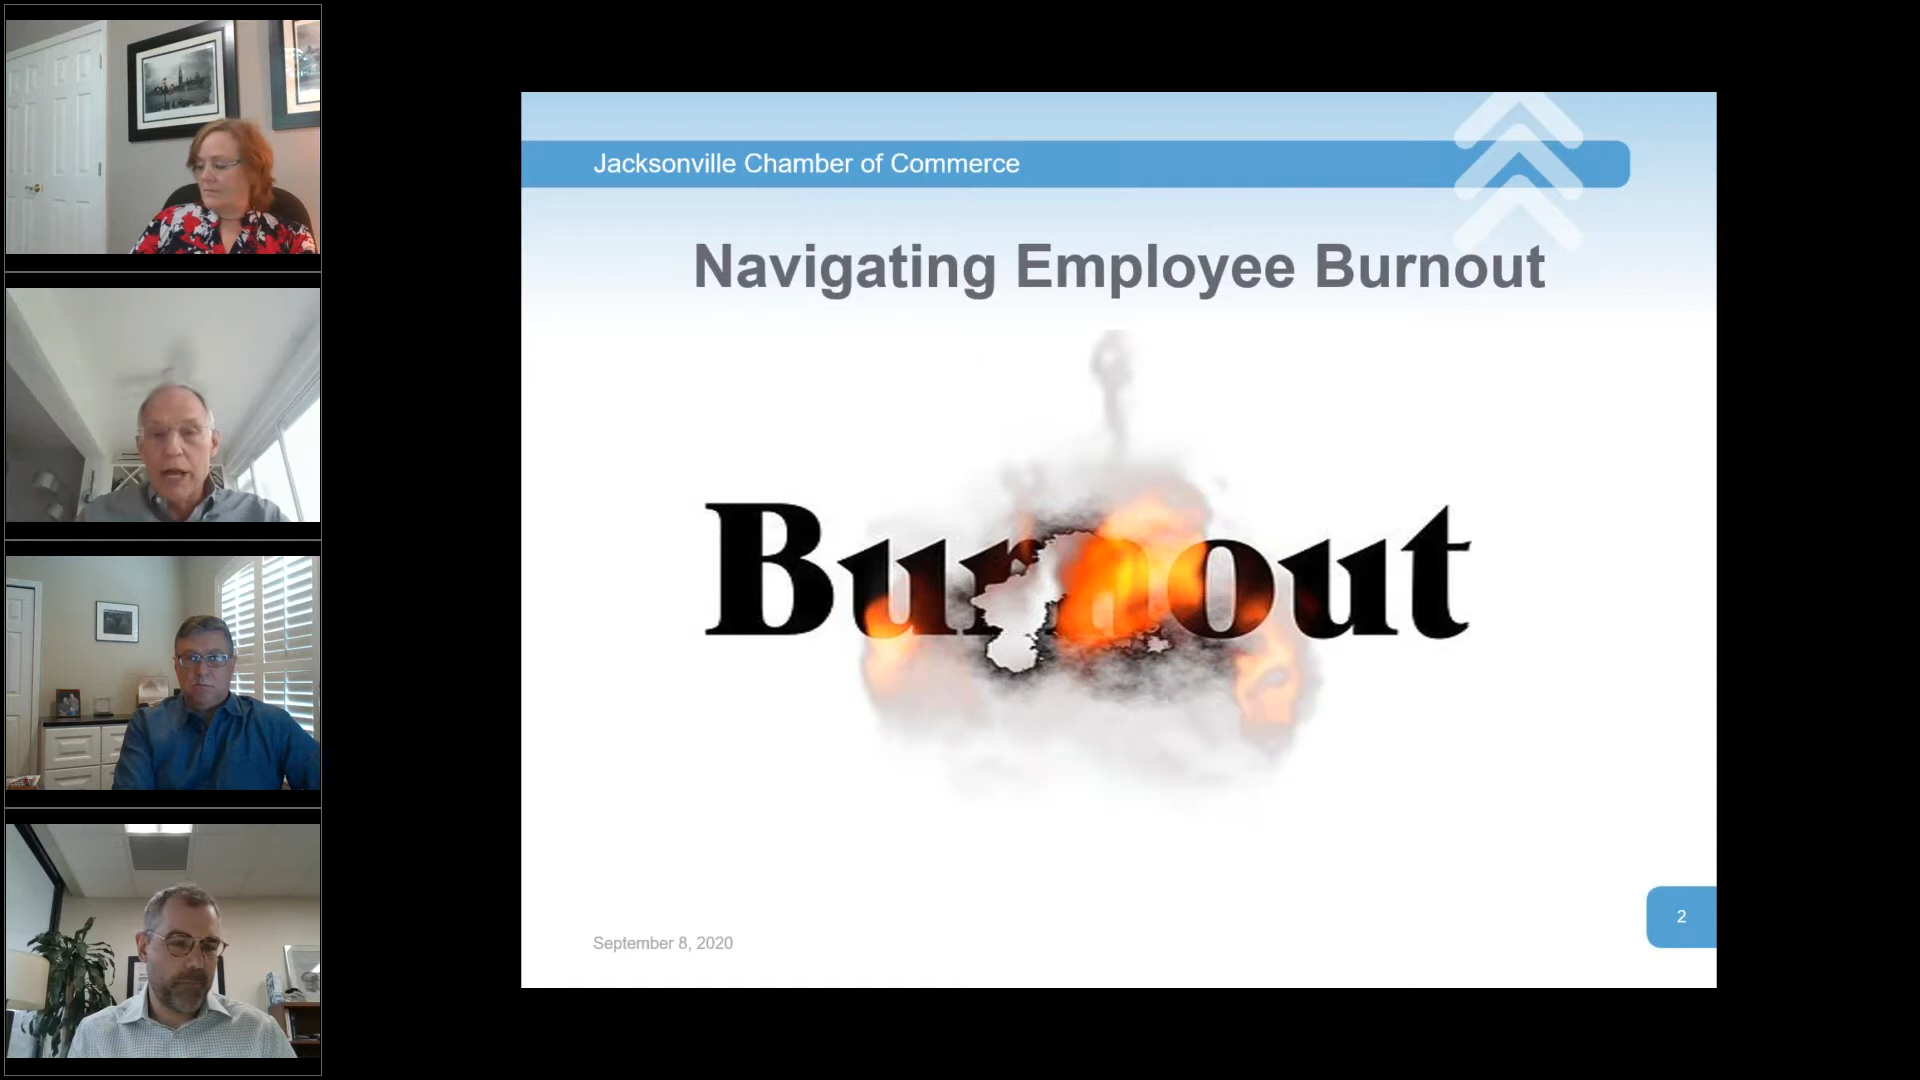 Jacksonville Chamber of Commerce
Navigating Employee Burnout
Burnout
September 8, 2020
2